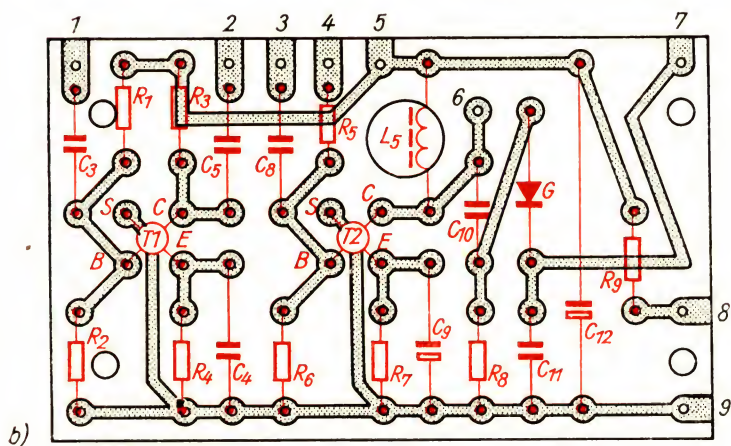 1 2 3 4 5 7
R1 R3 R5 L5 6
C3 C5 C8
S C S C C10 G
T1 T2
B E B E R9
8
R2 R4 C4 R6 R7 C9 R8 C11 C12
9
b)